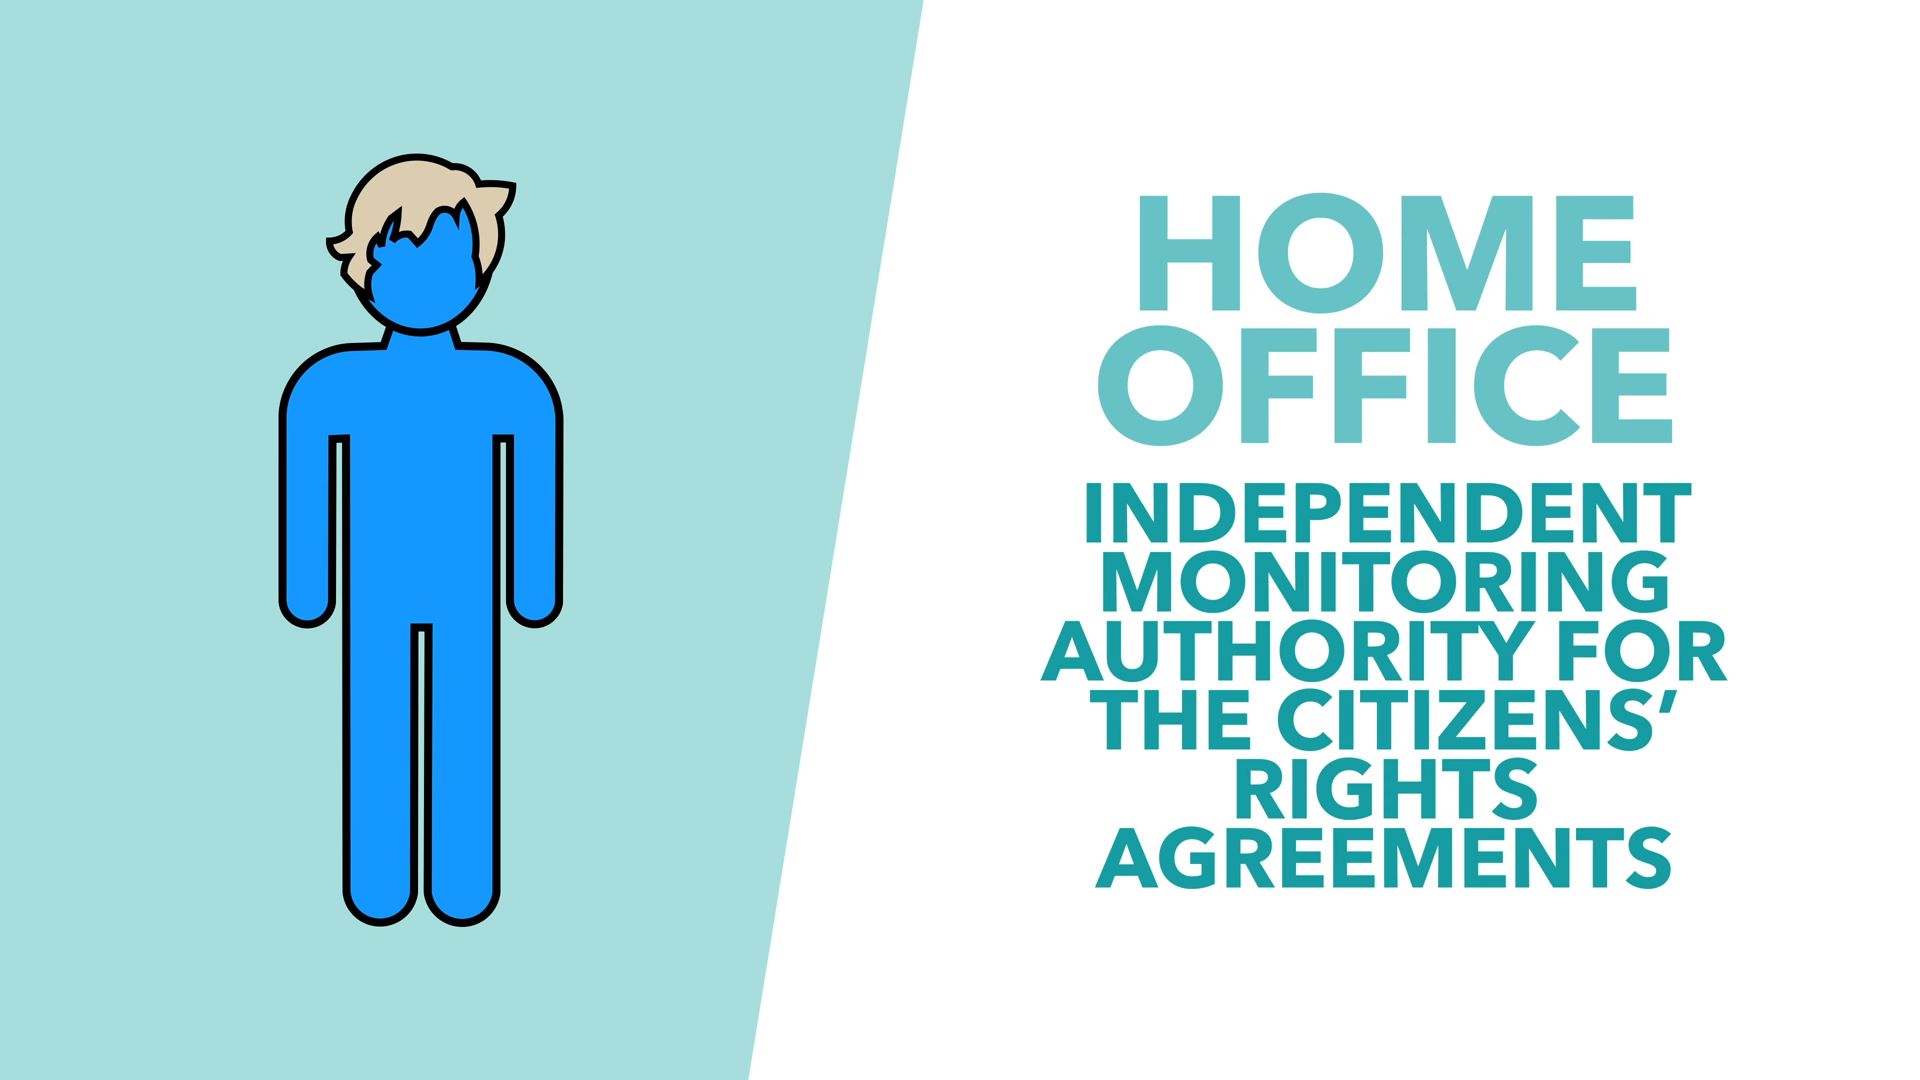 HOME
OFFICE
INDEPENDENT
MONITORING
AUTHORITY FOR
THE CITIZENS’
RIGHTS
AGREEMENTS